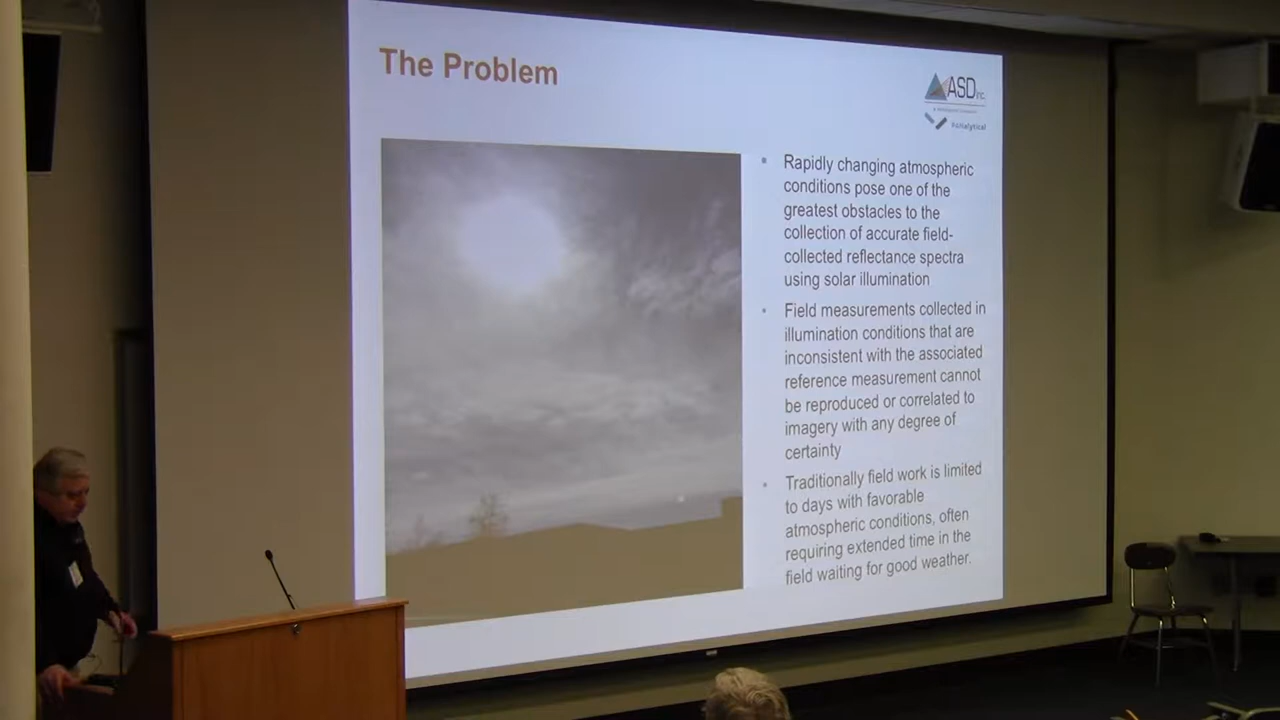 The Problem
ASD Inc.
PANalytical
▪ Rapidly changing atmospheric
conditions pose one of the
greatest obstacles to the
collection of accurate field-
collected reflectance spectra
using solar illumination
▪ Field measurements collected in
illumination conditions that are
inconsistent with the associated
reference measurement cannot
be reproduced or correlated to
imagery with any degree of
certainty
▪ Traditionally field work is limited
to days with favorable
atmospheric conditions, often
requiring extended time in the
field waiting for good weather.